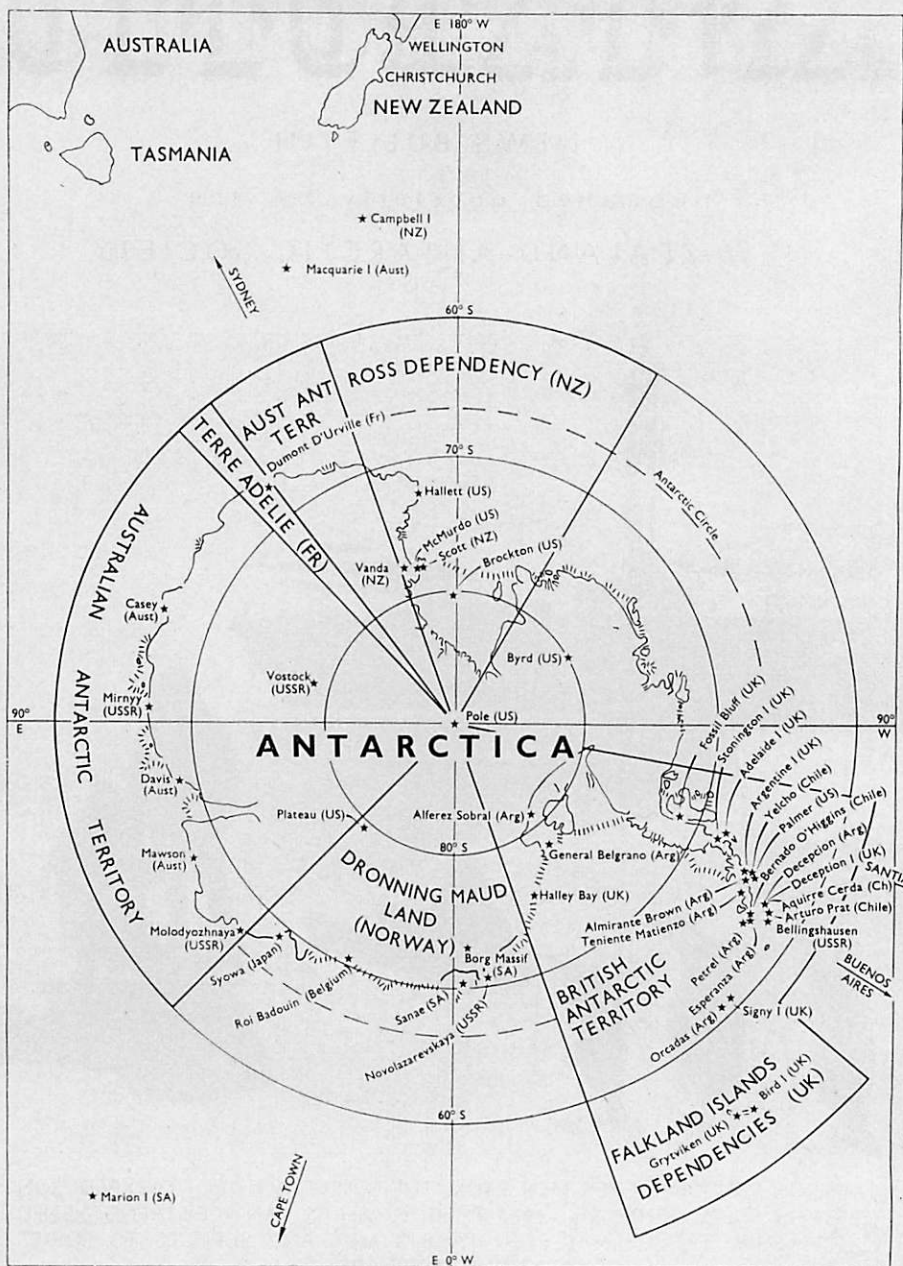 E 180° W
AUSTRALIA
WELLINGTON
CHRISTCHURCH
NEW ZEALAND
TASMANIA
Campbell I
(NZ)
Macquarie I (Aust)
SYDNEY
60° S
ROSS DEPENDENCY (NZ)
AUST ANT
TERR
TERRE ADELIE (FR)
Dumont D'Urville (Fr)
70° S
Antarctic Circle
Hallett (US)
McMurdo (US)
Scott (NZ)
Vanda
(NZ)
Brockton (US)
AUSTRALIAN
ANTARCTIC
TERRITORY
Casey
(Aust)
Byrd (US)
Vostock
(USSR)
Mirnyy
(USSR)
90°
E
Pole (US)
90°
W
ANTARCTICA
Fossil Bluff (UK)
Stonington I (UK)
Adelaide I (UK)
Argentine I (UK)
Yelcho (Chile)
Palmer (US)
Bernado O'Higgins (Chile)
Decepcion (Arg)
Deception I (UK)
SANTIA
Aquirre Cerda (Ch)
Arturo Prat (Chile)
Bellingshausen
(USSR)
Davis
(Aust)
Plateau (US)
Alferez Sobral (Arg)
General Belgrano (Arg)
80° S
Mawson
(Aust)
DRONNING MAUD
LAND
(NORWAY)
Halley Bay (UK)
Almirante Brown (Arg)
Teniente Matienzo (Arg)
Molodyozhnaya
(USSR)
Syowa (Japan)
Roi Badouin (Belgium)
Borg Massif
(SA)
Sanae (SA)
Novolazarevskaya (USSR)
BRITISH
ANTARCTIC
TERRITORY
Petrel (Arg)
Esperanza (Arg)
Orcadas (Arg)
Signy I (UK)
BUENOS
AIRES
60° S
FALKLAND ISLANDS
Grytviken (UK)
Bird I (UK)
DEPENDENCIES (UK)
Marion I (SA)
CAPE TOWN
E 0° W